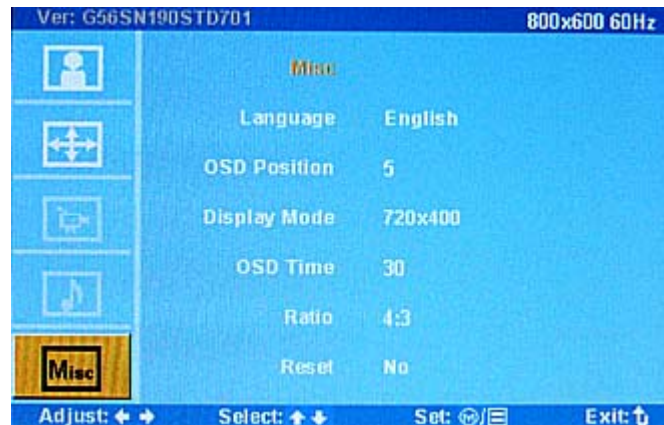 Ver: G56SN190STD701 800x600 60Hz
Misc
Language English
OSD Position 5
Display Mode 720x400
OSD Time 30
Ratio 4:3
Reset No
Misc
Adjust: Select: Set: / Exit: